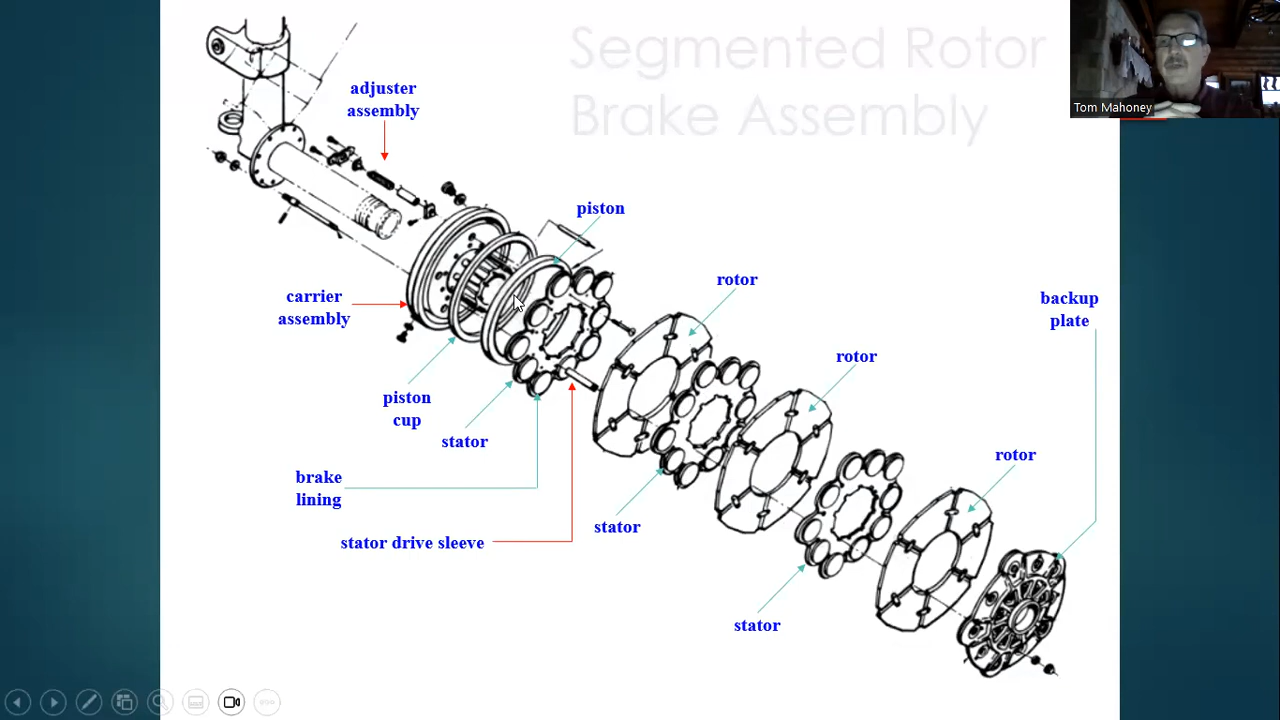 Segmented Rotor
Brake Assembly
Tom Mahoney
adjuster
assembly
piston
rotor
carrier
assembly
backup
plate
rotor
piston
cup
stator
rotor
brake
lining
stator
stator drive sleeve
stator